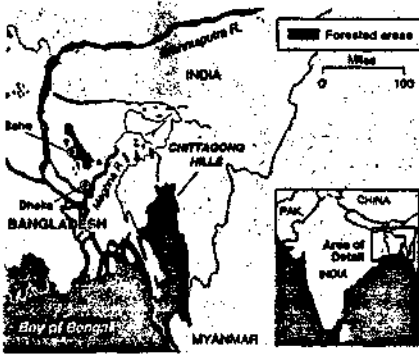 Forested areas
Miles
0 100
INDIA
CHITTAGONG
HILLS
Dhaka
BANGLADESH
Bay of Bengal
MYANMAR
CHINA
PAK.
Area of
Detail
INDIA